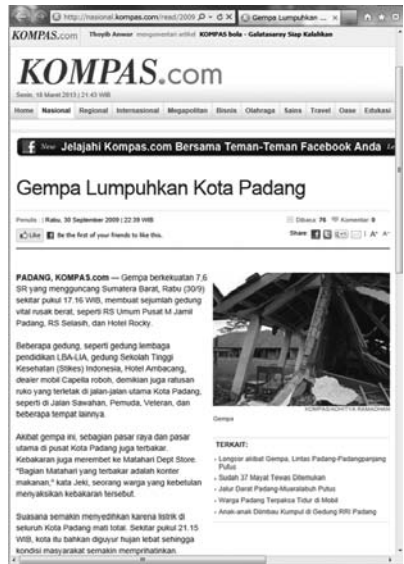 http://nasional.kompas.com/read/2009
Gempa Lumpuhkan ...
KOMPAS.com Thoyib Anwar mengomentari artikel KOMPAS bola - Galatasaray Siap Kalahkan
KOMPAS.com
Senin, 18 Maret 2013 | 21:43 WIB
Home Nasional Regional Internasional Megapolitan Bisnis Olahraga Sains Travel Oase Edukasi
New Jelajahi Kompas.com Bersama Teman-Teman Facebook Anda
Gempa Lumpuhkan Kota Padang
Penulis : | Rabu, 30 September 2009 | 22:39 WIB
Dibaca 76 Komentar 0
Like Be the first of your friends to like this.
Share A+ A-
PADANG, KOMPAS.com — Gempa berkekuatan 7,6
SR yang mengguncang Sumatera Barat, Rabu (30/9)
sekitar pukul 17.16 WIB, membuat sejumlah gedung
vital rusak berat, seperti RS Umum Pusat M Jamil
Padang, RS Selasih, dan Hotel Rocky.
Beberapa gedung, seperti gedung lembaga
pendidikan LBA-LIA, gedung Sekolah Tinggi
Kesehatan (Stikes) Indonesia, Hotel Ambacang,
dealer mobil Capella roboh, demikian juga ratusan
ruko yang terletak di jalan-jalan utama Kota Padang,
seperti di Jalan Sawahan, Pemuda, Veteran, dan
beberapa tempat lainnya.
Akibat gempa ini, sebagian pasar raya dan pasar
utama di pusat Kota Padang juga terbakar.
Kebakaran juga merembet ke Matahari Dept Store.
"Bagian Matahari yang terbakar adalah konter
makanan," kata Jeki, seorang warga yang kebetulan
menyaksikan kebakaran tersebut.
Suasana semakin menyedihkan karena listrik di
seluruh Kota Padang mati total. Sekitar pukul 21.15
WIB, kota itu bahkan diguyur hujan lebat sehingga
kondisi masyarakat semakin memprihatinkan.
KOMPAS/ADHITYA RAMADHAN
Gempa
TERKAIT:
Longsor akibat Gempa, Lintas Padang-Padangpanjang
Putus
Sudah 37 Mayat Tewas Ditemukan
Jalur Darat Padang-Muaralabuh Putus
Warga Padang Terpaksa Tidur di Mobil
Anak-anak Diimbau Kumpul di Gedung RRI Padang